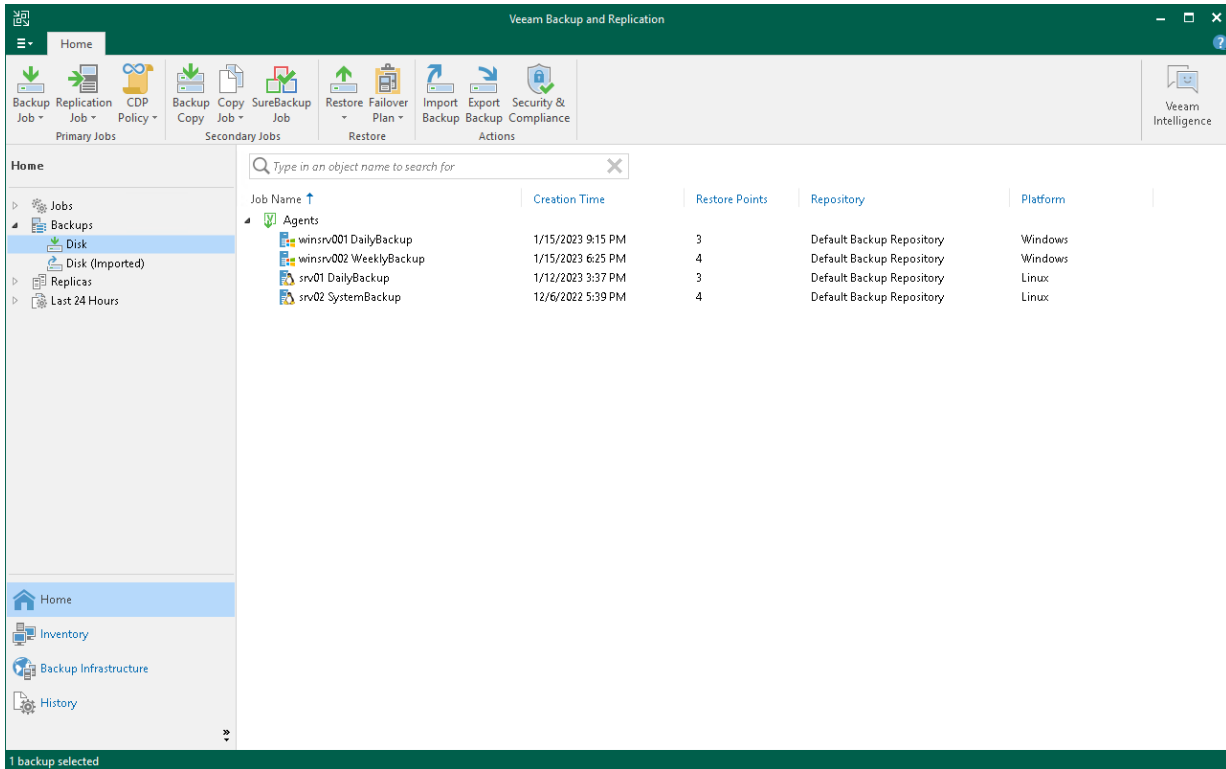 Veeam Backup and Replication
Home
Backup Job
Replication Job
CDP Policy
Primary Jobs
Backup Copy
Copy Job
SureBackup Job
Secondary Jobs
Restore
Failover Plan
Restore
Import Backup
Export Backup
Security & Compliance
Actions
Veeam Intelligence
Home
Jobs
Backups
Disk
Disk (Imported)
Replicas
Last 24 Hours
Type in an object name to search for
Job Name Creation Time Restore Points Repository Platform
Agents
winsrv001 DailyBackup 1/15/2023 9:15 PM 3 Default Backup Repository Windows
winsrv002 WeeklyBackup 1/15/2023 6:25 PM 4 Default Backup Repository Windows
srv01 DailyBackup 1/12/2023 3:37 PM 3 Default Backup Repository Linux
srv02 SystemBackup 12/6/2022 5:39 PM 4 Default Backup Repository Linux
Home
Inventory
Backup Infrastructure
History
1 backup selected